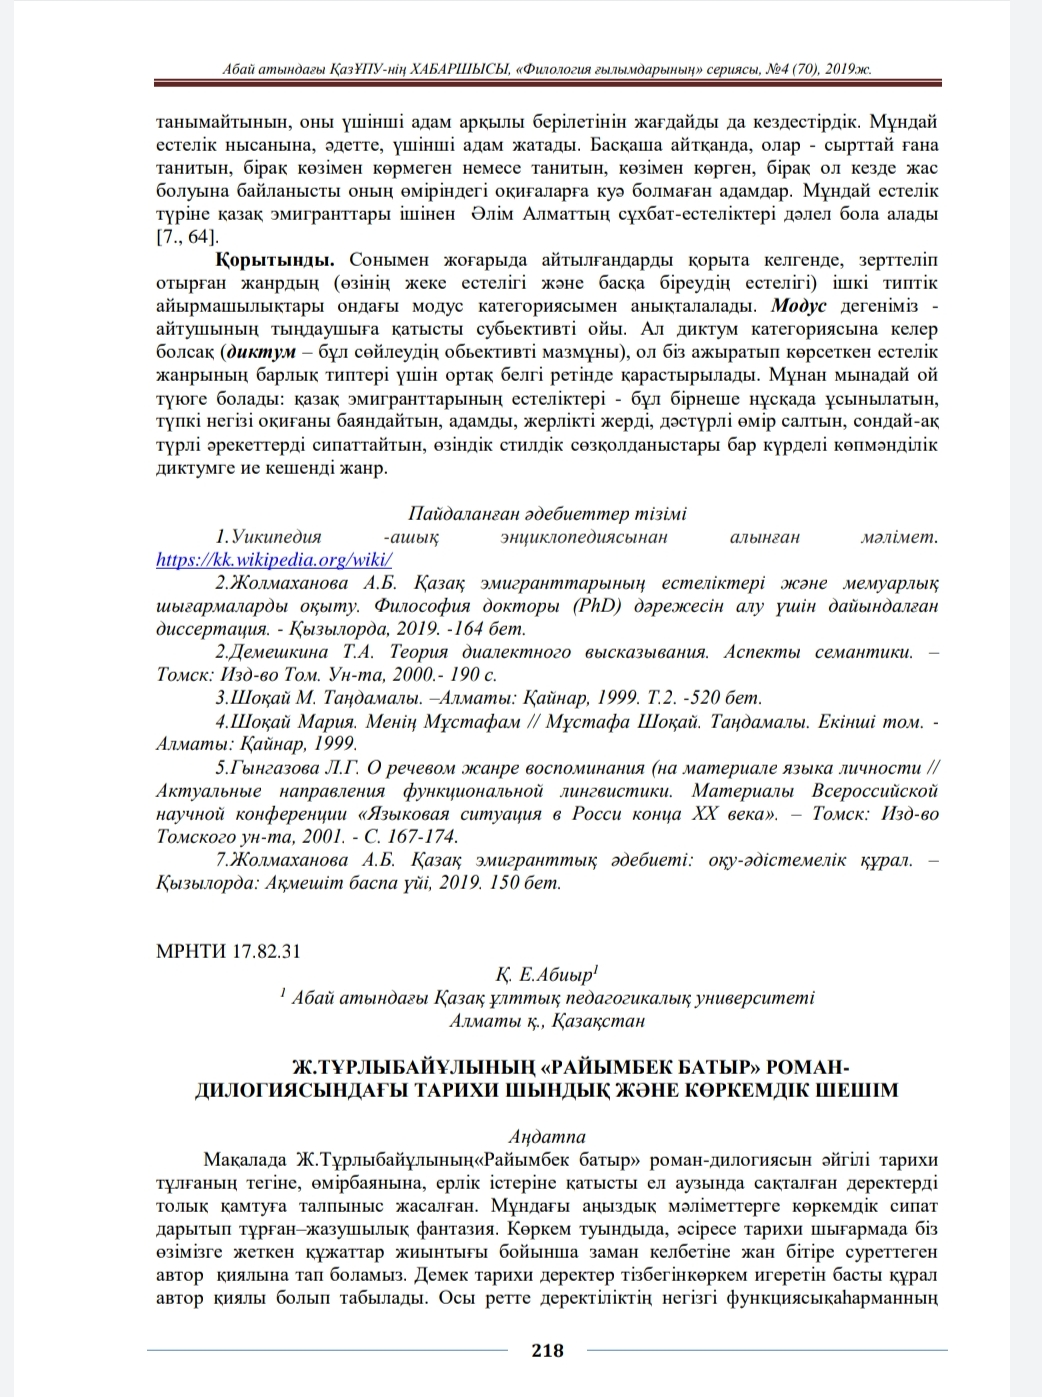 Абай атындағы ҚазҰПУ-нің ХАБАРШЫСЫ, «Филология ғылымдарының» сериясы, №4 (70), 2019ж.
танымайтынын, оны үшінші адам арқылы берілетінін жағдайды да кездестірдік. Мұндай
естелік нысанына, әдетте, үшінші адам жатады. Басқаша айтқанда, олар - сырттай ғана
танитын, бірақ көзімен көрмеген немесе танитын, көзімен көрген, бірақ ол кезде жас
болуына байланысты оның өміріндегі оқиғаларға куә болмаған адамдар. Мұндай естелік
түріне қазақ эмигранттары ішінен Әлім Алматтың сұхбат-естеліктері дәлел бола алады
[7., 64].
Қорытынды. Сонымен жоғарыда айтылғандарды қорыта келгенде, зерттеліп
отырған жанрдың (өзінің жеке естелігі және басқа біреудің естелігі) ішкі типтік
айырмашылықтары ондағы модус категориясымен анықталалады. Модус дегеніміз -
айтушының тыңдаушыға қатысты субьективті ойы. Ал диктум категориясына келер
болсақ (диктум – бұл сөйлеудің обьективті мазмұны), ол біз ажыратып көрсеткен естелік
жанрының барлық типтері үшін ортақ белгі ретінде қарастырылады. Мұнан мынадай ой
түюге болады: қазақ эмигранттарының естеліктері - бұл бірнеше нұсқада ұсынылатын,
түпкі негізі оқиғаны баяндайтын, адамды, жерлікті жерді, дәстүрлі өмір салтын, сондай-ақ
түрлі әрекеттерді сипаттайтын, өзіндік стилдік сөзқолданыстары бар күрделі көпмәнділік
диктумге ие кешенді жанр.
Пайдаланған әдебиеттер тізімі
1.Уикипедия -ашық энциклопедиясынан алынған мәлімет.
https://kk.wikipedia.org/wiki/
2.Жолмаханова А.Б. Қазақ эмигранттарының естеліктері және мемуарлық
шығармаларды оқыту. Философия докторы (PhD) дәрежесін алу үшін дайындалған
диссертация. - Қызылорда, 2019. -164 бет.
2.Демешкина Т.А. Теория диалектного высказывания. Аспекты семантики. –
Томск: Изд-во Том. Ун-та, 2000.- 190 с.
3.Шоқай М. Таңдамалы. –Алматы: Қайнар, 1999. Т.2. -520 бет.
4.Шоқай Мария. Менің Мұстафам // Мұстафа Шоқай. Таңдамалы. Екінші том. -
Алматы: Қайнар, 1999.
5.Гынгазова Л.Г. О речевом жанре воспоминания (на материале языка личности //
Актуальные направления функциональной лингвистики. Материалы Всероссийской
научной конференции «Языковая ситуация в Росси конца XX века». – Томск: Изд-во
Томского ун-та, 2001. - С. 167-174.
7.Жолмаханова А.Б. Қазақ эмигранттық әдебиеті: оқу-әдістемелік құрал. –
Қызылорда: Ақмешіт баспа үйі, 2019. 150 бет.
МРНТИ 17.82.31
Қ. Е.Абиыр¹
¹ Абай атындағы Қазақ ұлттық педагогикалық университеті
Алматы қ., Қазақстан
Ж.ТҰРЛЫБАЙҰЛЫНЫҢ «РАЙЫМБЕК БАТЫР» РОМАН-
ДИЛОГИЯСЫНДАҒЫ ТАРИХИ ШЫНДЫҚ ЖӘНЕ КӨРКЕМДІК ШЕШІМ
Аңдатпа
Мақалада Ж.Тұрлыбайұлының«Райымбек батыр» роман-дилогиясын әйгілі тарихи
тұлғаның тегіне, өмірбаянына, ерлік істеріне қатысты ел аузында сақталған деректерді
толық қамтуға талпыныс жасалған. Мұндағы аңыздық мәліметтерге көркемдік сипат
дарытып тұрған–жазушылық фантазия. Көркем туындыда, әсіресе тарихи шығармада біз
өзімізге жеткен құжаттар жиынтығы бойынша заман келбетіне жан бітіре суреттеген
автор қиялына тап боламыз. Демек тарихи деректер тізбегінкөркем игеретін басты құрал
автор қиялы болып табылады. Осы ретте деректіліктің негізгі функциясықаһарманның
218